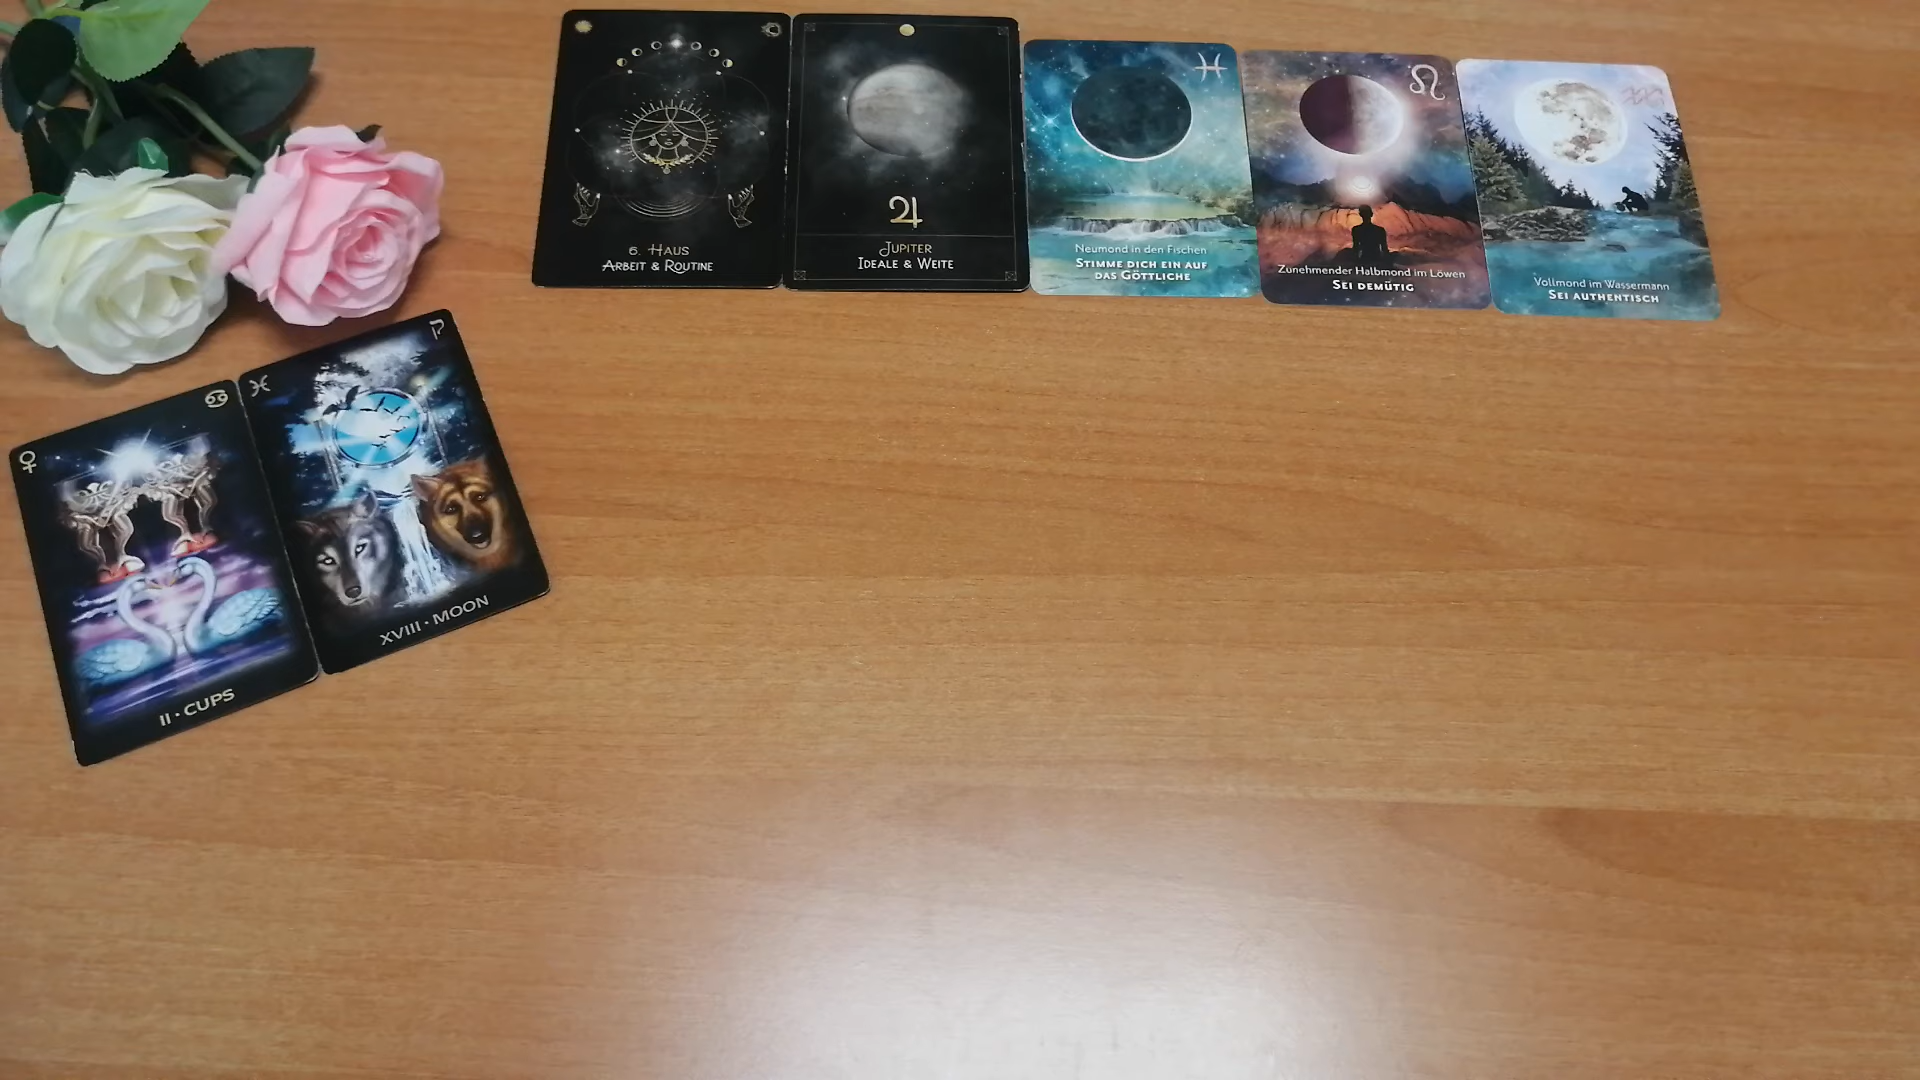 6. Haus
Arbeit & Routine
Jupiter
Ideale & Weite
Neumond in den Fischen
Stimme dich ein auf
das Göttliche
Zunehmender Halbmond im Löwen
Sei demütig
Vollmond im Wassermann
Sei authentisch
II · CUPS
ק
XVIII · MOON